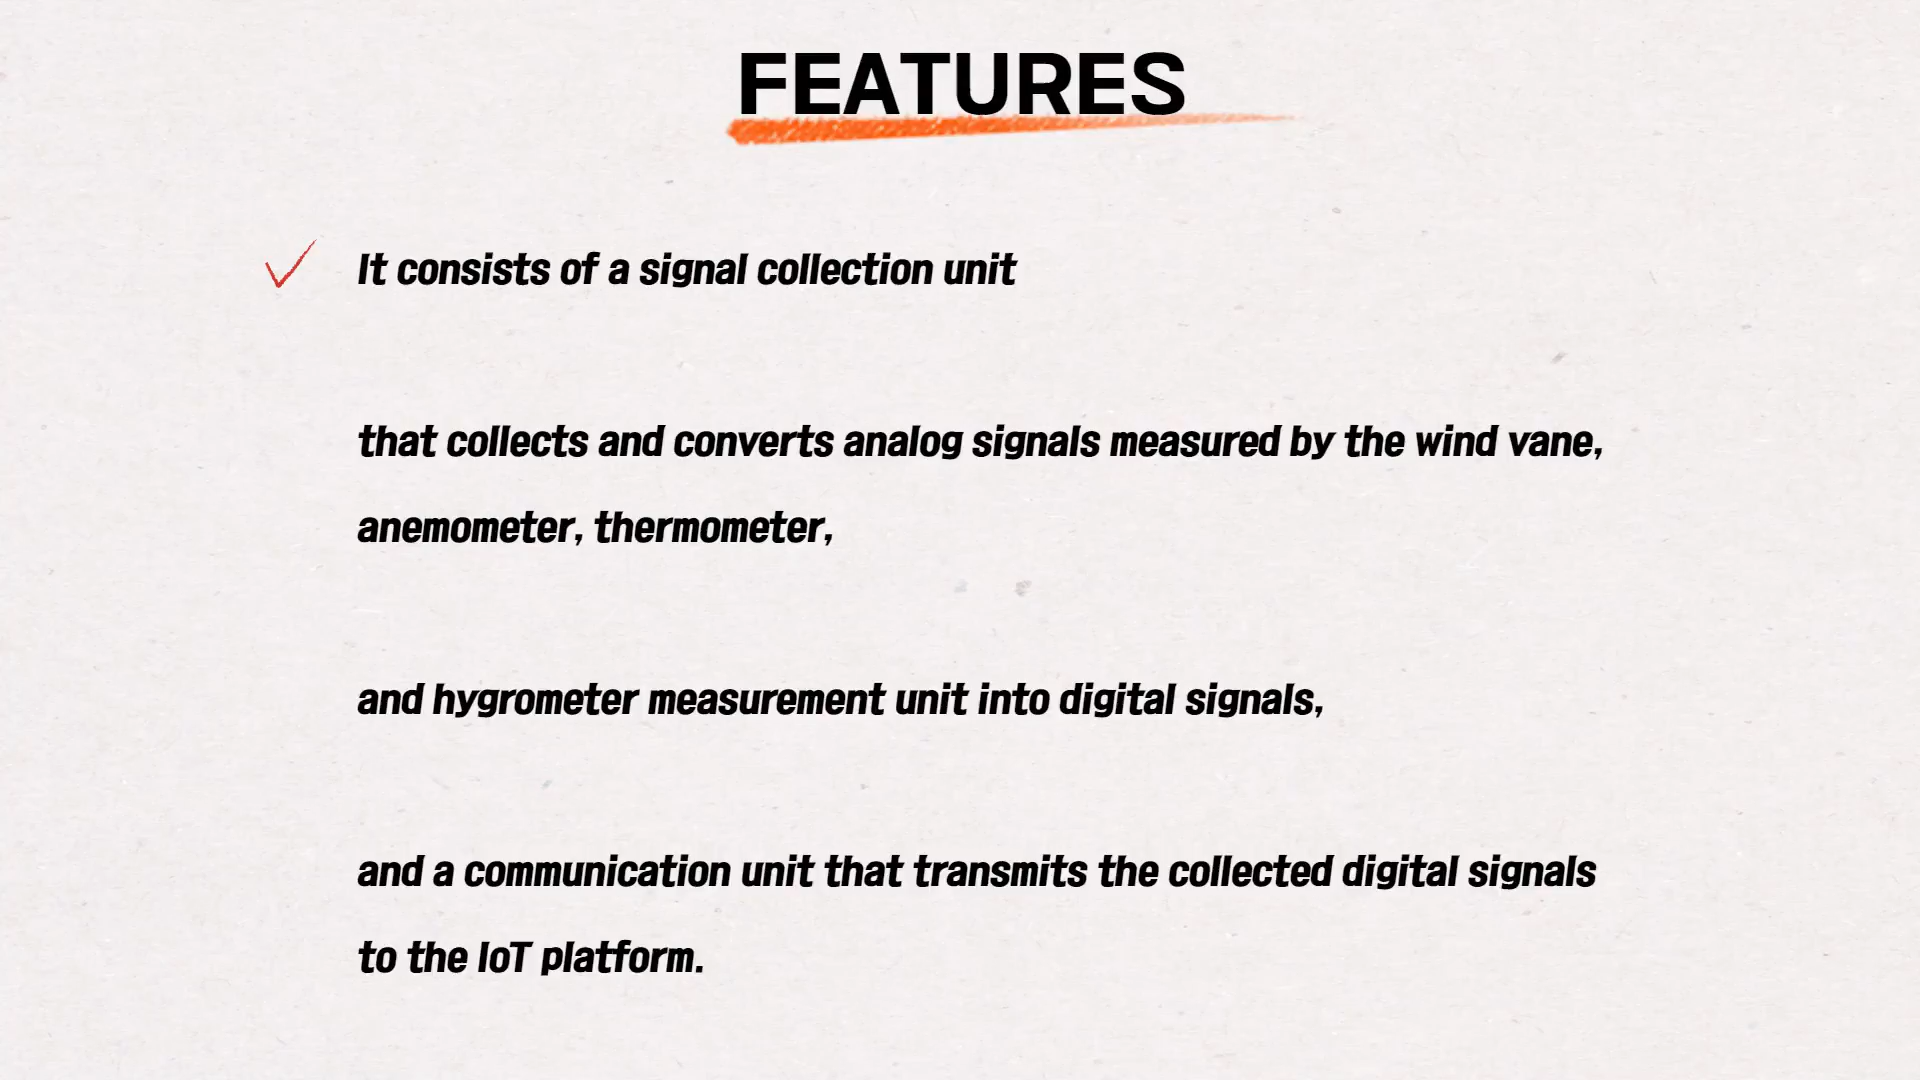 FEATURES
It consists of a signal collection unit
that collects and converts analog signals measured by the wind vane,
anemometer, thermometer,
and hygrometer measurement unit into digital signals,
and a communication unit that transmits the collected digital signals
to the IoT platform.